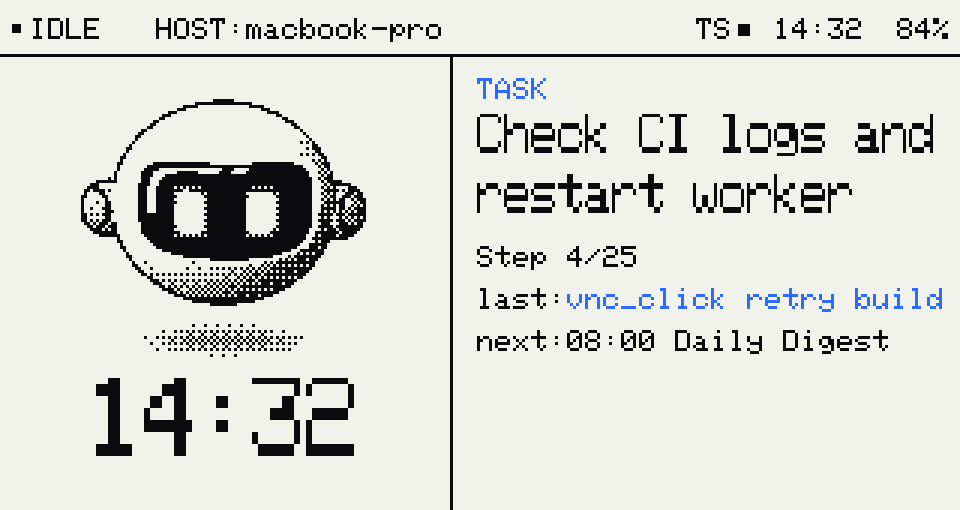 IDLE HOST:macbook-pro TS 14:32 84%
14:32
TASK
Check CI logs and
restart worker
Step 4/25
last:vnc_click retry build
next:08:00 Daily Digest